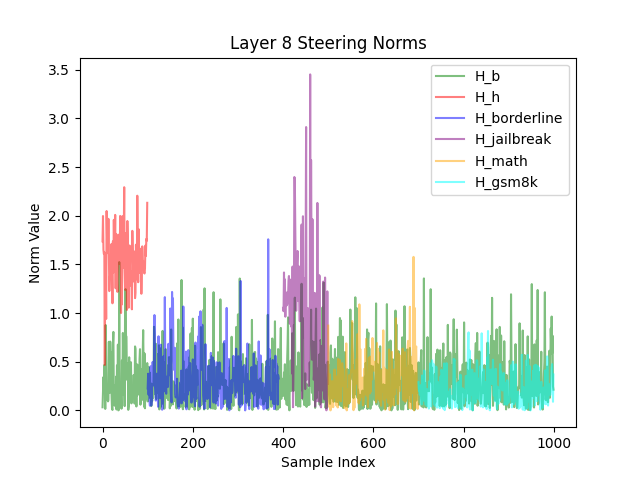 Layer 8 Steering Norms
3.5
3.0
2.5
2.0
1.5
1.0
0.5
0.0
Norm Value
H_b
H_h
H_borderline
H_jailbreak
H_math
H_gsm8k
0 200 400 600 800 1000
Sample Index